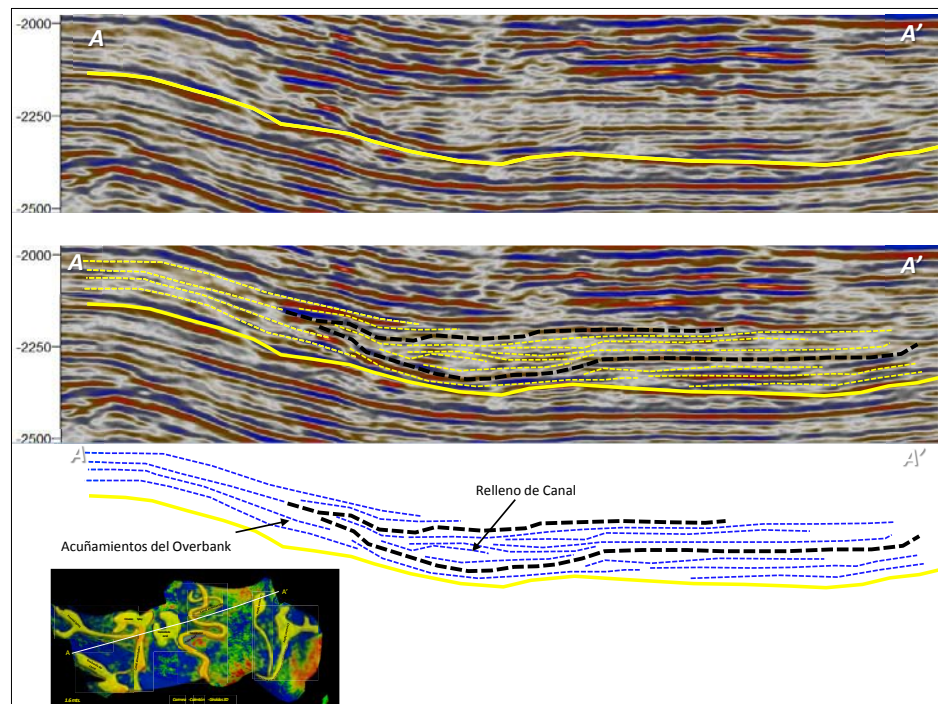 -2000
A
A'
-2250
-2500
-2000
A
A'
-2250
-2500
A
A'
Relleno de Canal
Acuñamientos del Overbank
A'
A